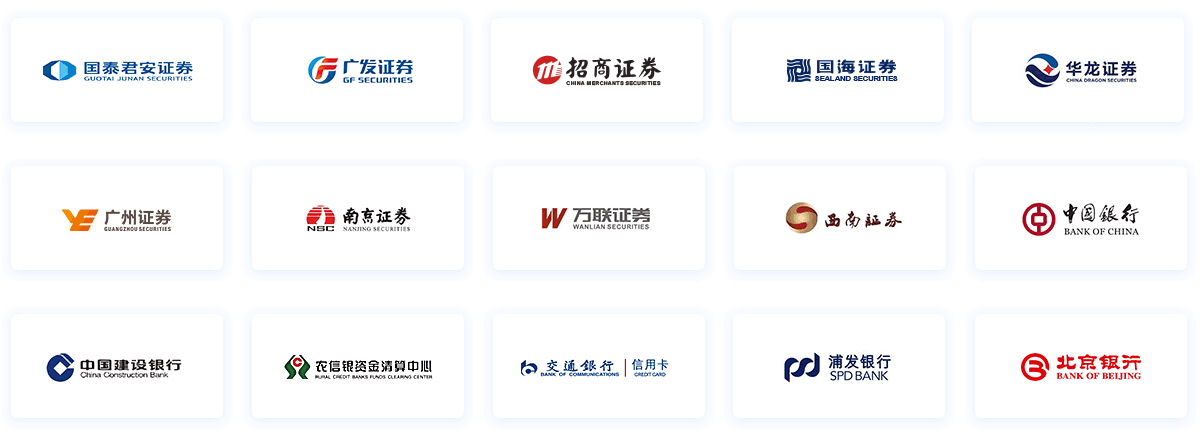 国泰君安证券
GUOTAI JUNAN SECURITIES
广发证券
GF SECURITIES
招商证券
CHINA MERCHANTS SECURITIES
国海证券
SEALAND SECURITIES
华龙证券
CHINA DRAGON SECURITIES
广州证券
GUANGZHOU SECURITIES
南京证券
NSC
NANJING SECURITIES
万联证券
WANLIAN SECURITIES
西南証券
中国銀行
BANK OF CHINA
中国建设银行
China Construction Bank
农信银资金清算中心
RURAL CREDIT BANKS FUNDS CLEARING CENTER
交通銀行
BANK OF COMMUNICATIONS
信用卡
CREDIT CARD
浦发银行
SPD BANK
北京银行
BANK OF BEIJING